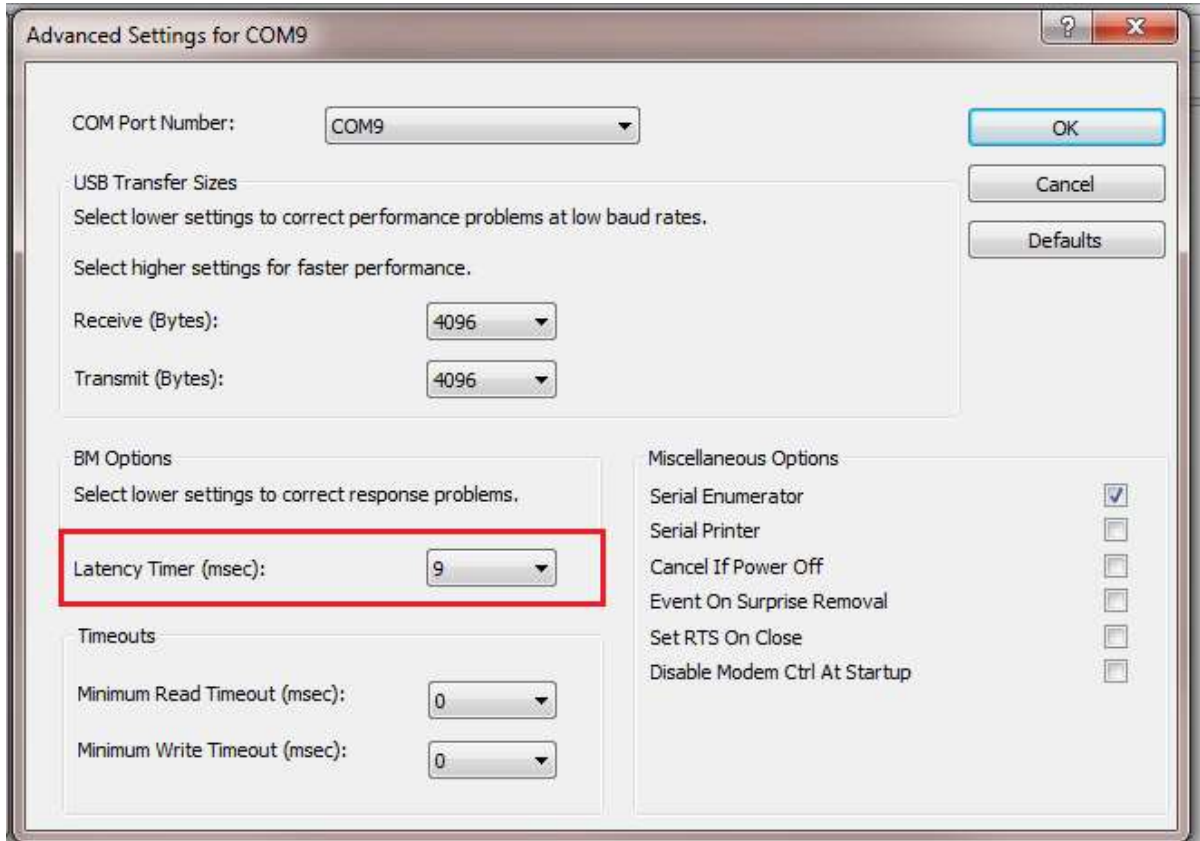 Advanced Settings for COM9
COM Port Number: COM9
OK
USB Transfer Sizes
Cancel
Select lower settings to correct performance problems at low baud rates.
Defaults
Select higher settings for faster performance.
Receive (Bytes): 4096
Transmit (Bytes): 4096
BM Options
Select lower settings to correct response problems.
Latency Timer (msec): 9
Timeouts
Minimum Read Timeout (msec): 0
Minimum Write Timeout (msec): 0
Miscellaneous Options
Serial Enumerator
Serial Printer
Cancel If Power Off
Event On Surprise Removal
Set RTS On Close
Disable Modem Ctrl At Startup